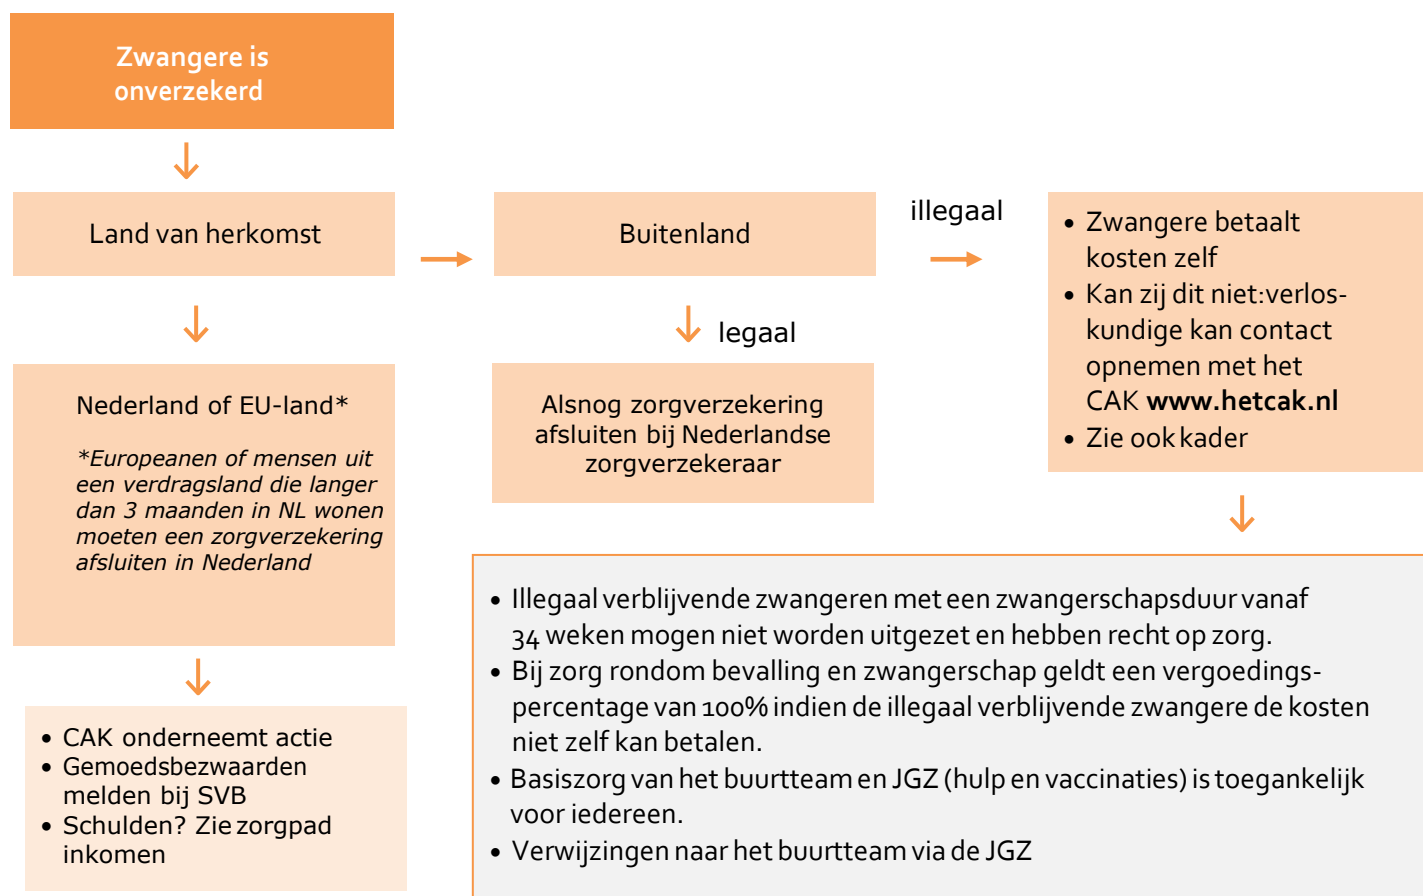 Zwangere is
onverzekerd
Land van herkomst
Buitenland
illegaal
• Zwangere betaalt
kosten zelf
• Kan zij dit niet:verlos-
kundige kan contact
opnemen met het
CAK www.hetcak.nl
• Zie ook kader
legaal
Nederland of EU-land*
*Europeanen of mensen uit
een verdragsland die langer
dan 3 maanden in NL wonen
moeten een zorgverzekering
afsluiten in Nederland
Alsnog zorgverzekering
afsluiten bij Nederlandse
zorgverzekeraar
• CAK onderneemt actie
• Gemoedsbezwaarden
melden bij SVB
• Schulden? Zie zorgpad
inkomen
• Illegaal verblijvende zwangeren met een zwangerschapsduur vanaf
34 weken mogen niet worden uitgezet en hebben recht op zorg.
• Bij zorg rondom bevalling en zwangerschap geldt een vergoedings-
percentage van 100% indien de illegaal verblijvende zwangere de kosten
niet zelf kan betalen.
• Basiszorg van het buurtteam en JGZ (hulp en vaccinaties) is toegankelijk
voor iedereen.
• Verwijzingen naar het buurtteam via de JGZ